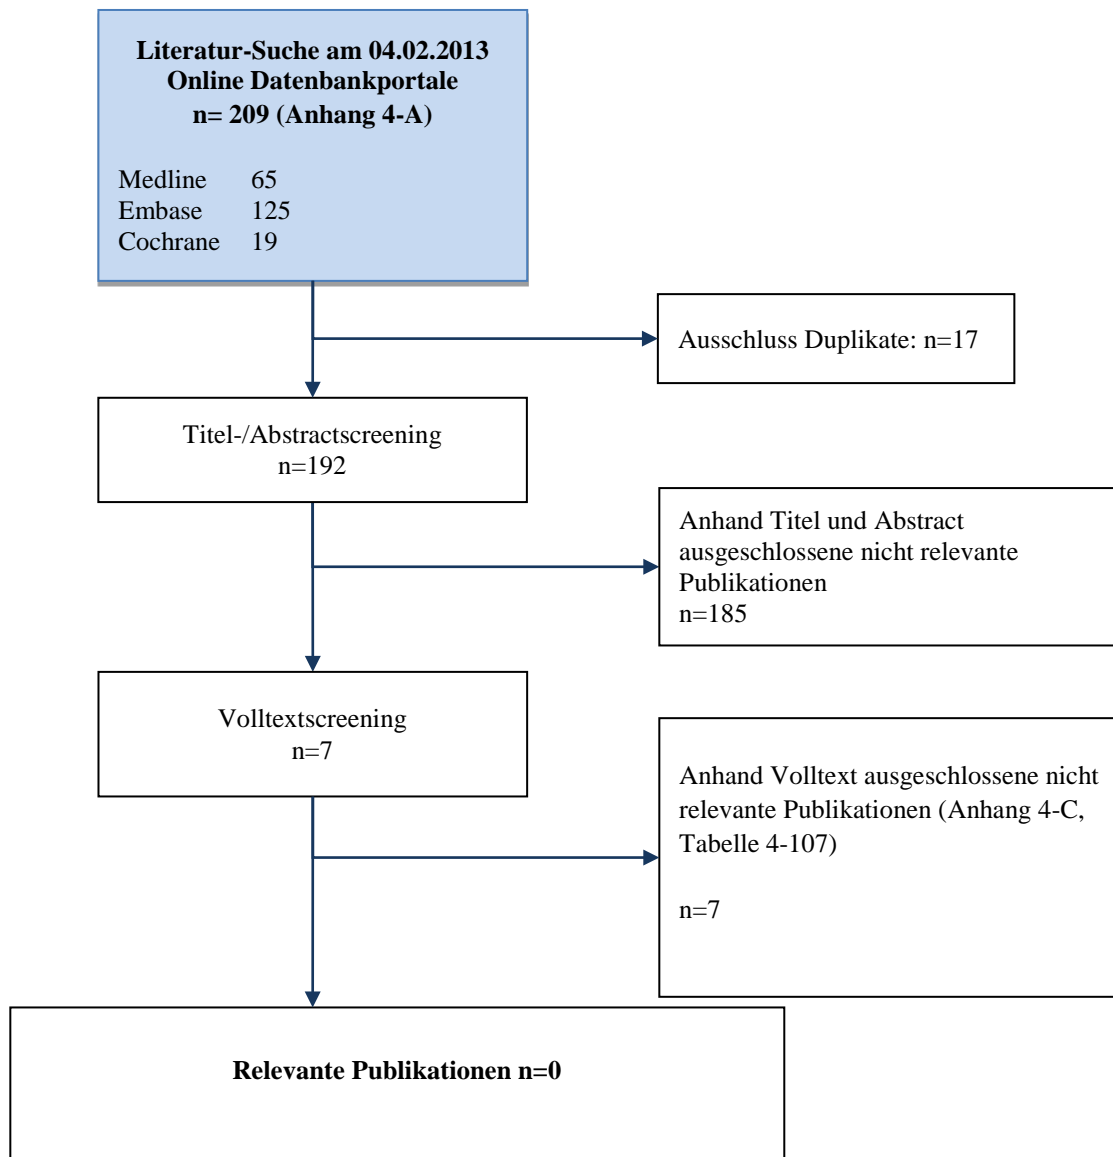 Literatur-Suche am 04.02.2013
Online Datenbankportale
n= 209 (Anhang 4-A)
Medline 65
Embase 125
Cochrane 19
Ausschluss Duplikate: n=17
Titel-/Abstractscreening
n=192
Anhand Titel und Abstract
ausgeschlossene nicht relevante
Publikationen
n=185
Volltextscreening
n=7
Anhand Volltext ausgeschlossene nicht
relevante Publikationen (Anhang 4-C,
Tabelle 4-107)
n=7
Relevante Publikationen n=0